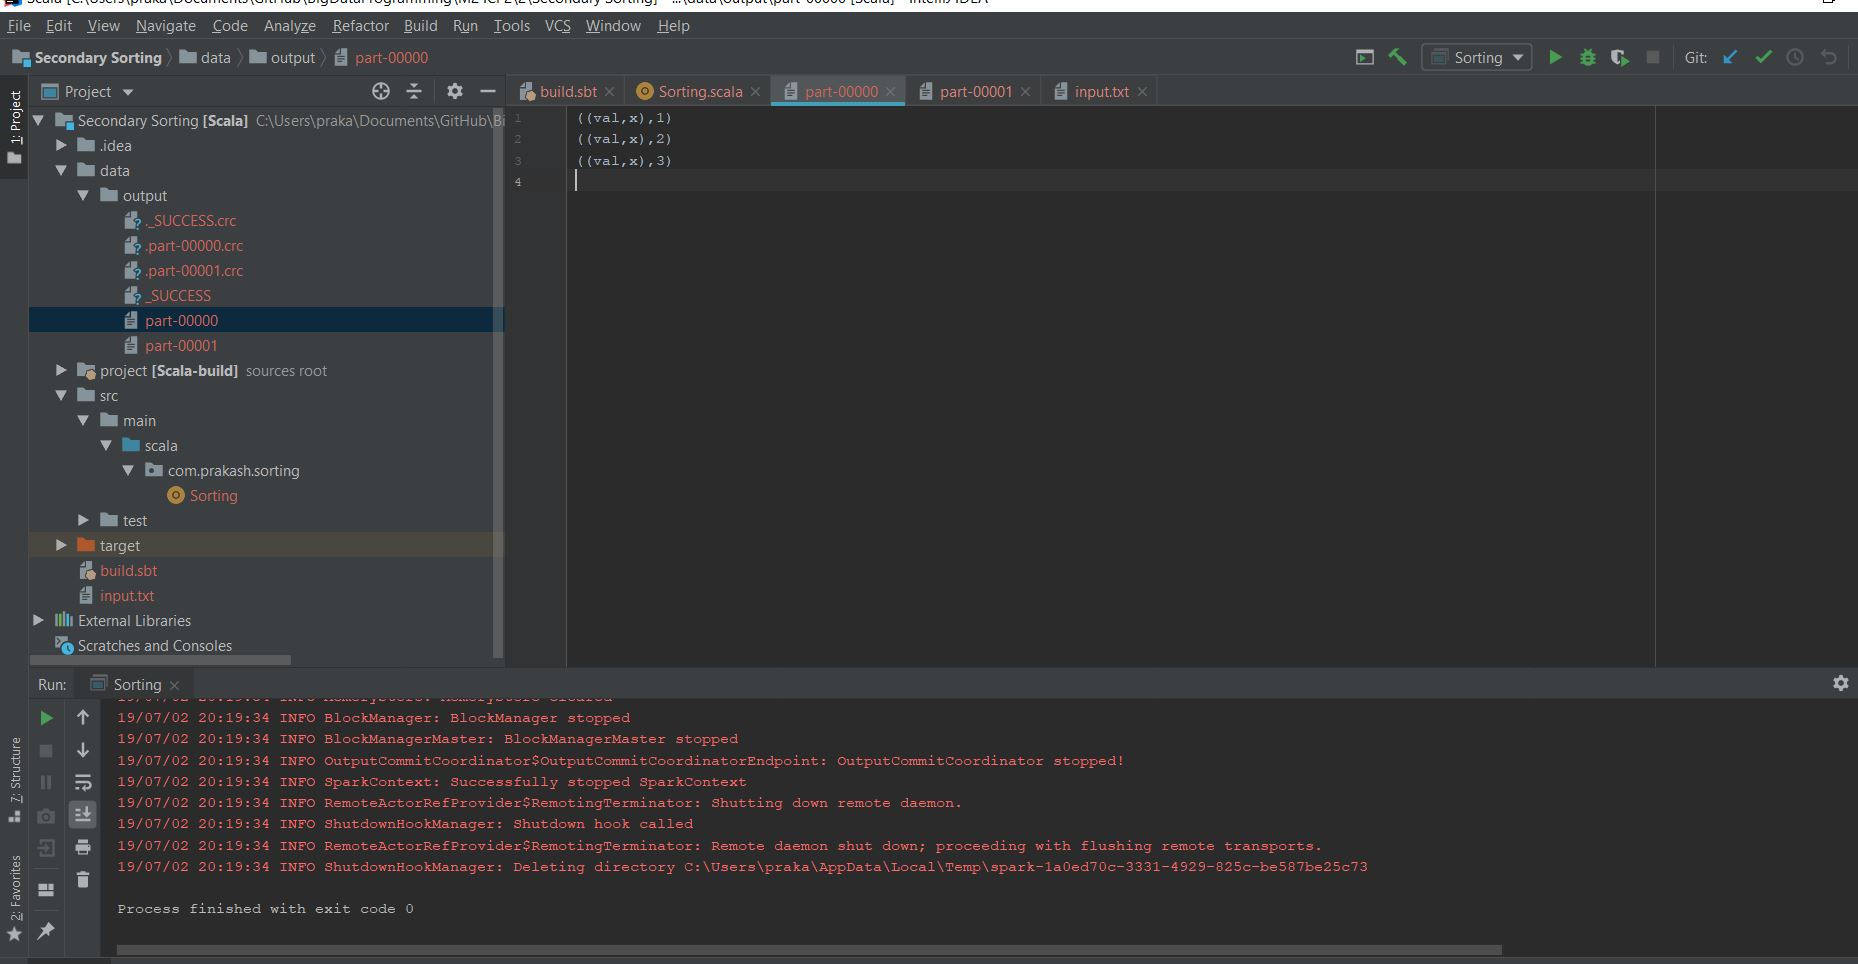 Scala [C:\Users\praka\Documents\GitHub\BigDataProgramming\M2 ICP2\2\Secondary Sorting] - ...\data\output\part-00000 [Scala] - IntelliJ IDEA
File Edit View Navigate Code Analyze Refactor Build Run Tools VCS Window Help
Secondary Sorting data output part-00000
Sorting Git:
1: Project
Project
build.sbt Sorting.scala part-00000 part-00001 input.txt
Secondary Sorting [Scala] C:\Users\praka\Documents\GitHub\Bi
.idea
data
output
._SUCCESS.crc
.part-00000.crc
.part-00001.crc
_SUCCESS
part-00000
part-00001
project [Scala-build] sources root
src
main
scala
com.prakash.sorting
Sorting
test
target
build.sbt
input.txt
External Libraries
Scratches and Consoles
1 ((val,x),1)
2 ((val,x),2)
3 ((val,x),3)
4
Run: Sorting
19/07/02 20:19:34 INFO MemoryStore: MemoryStore cleared
19/07/02 20:19:34 INFO BlockManager: BlockManager stopped
19/07/02 20:19:34 INFO BlockManagerMaster: BlockManagerMaster stopped
19/07/02 20:19:34 INFO OutputCommitCoordinator$OutputCommitCoordinatorEndpoint: OutputCommitCoordinator stopped!
19/07/02 20:19:34 INFO SparkContext: Successfully stopped SparkContext
19/07/02 20:19:34 INFO RemoteActorRefProvider$RemotingTerminator: Shutting down remote daemon.
19/07/02 20:19:34 INFO ShutdownHookManager: Shutdown hook called
19/07/02 20:19:34 INFO RemoteActorRefProvider$RemotingTerminator: Remote daemon shut down; proceeding with flushing remote transports.
19/07/02 20:19:34 INFO ShutdownHookManager: Deleting directory C:\Users\praka\AppData\Local\Temp\spark-1a0ed70c-3331-4929-825c-be587be25c73
Process finished with exit code 0
7: Structure
2: Favorites